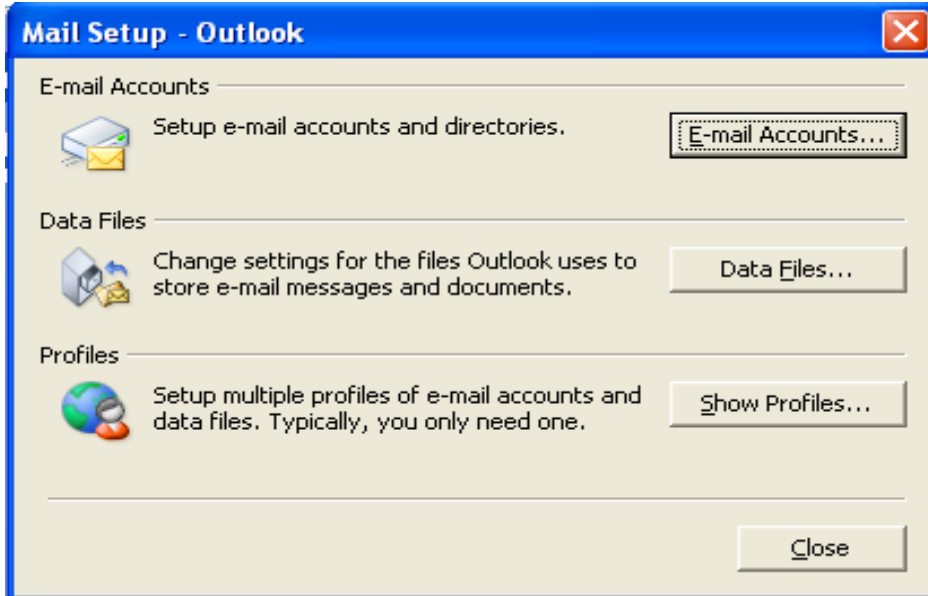 Mail Setup - Outlook
E-mail Accounts
Setup e-mail accounts and directories.
E-mail Accounts...
Data Files
Change settings for the files Outlook uses to
store e-mail messages and documents.
Data Files...
Profiles
Setup multiple profiles of e-mail accounts and
data files. Typically, you only need one.
Show Profiles...
Close